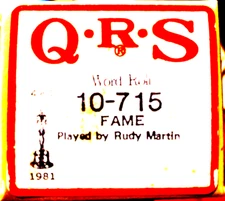 Q·R·S
®
Word Roll
10-715
FAME
Played by Rudy Martin
1981